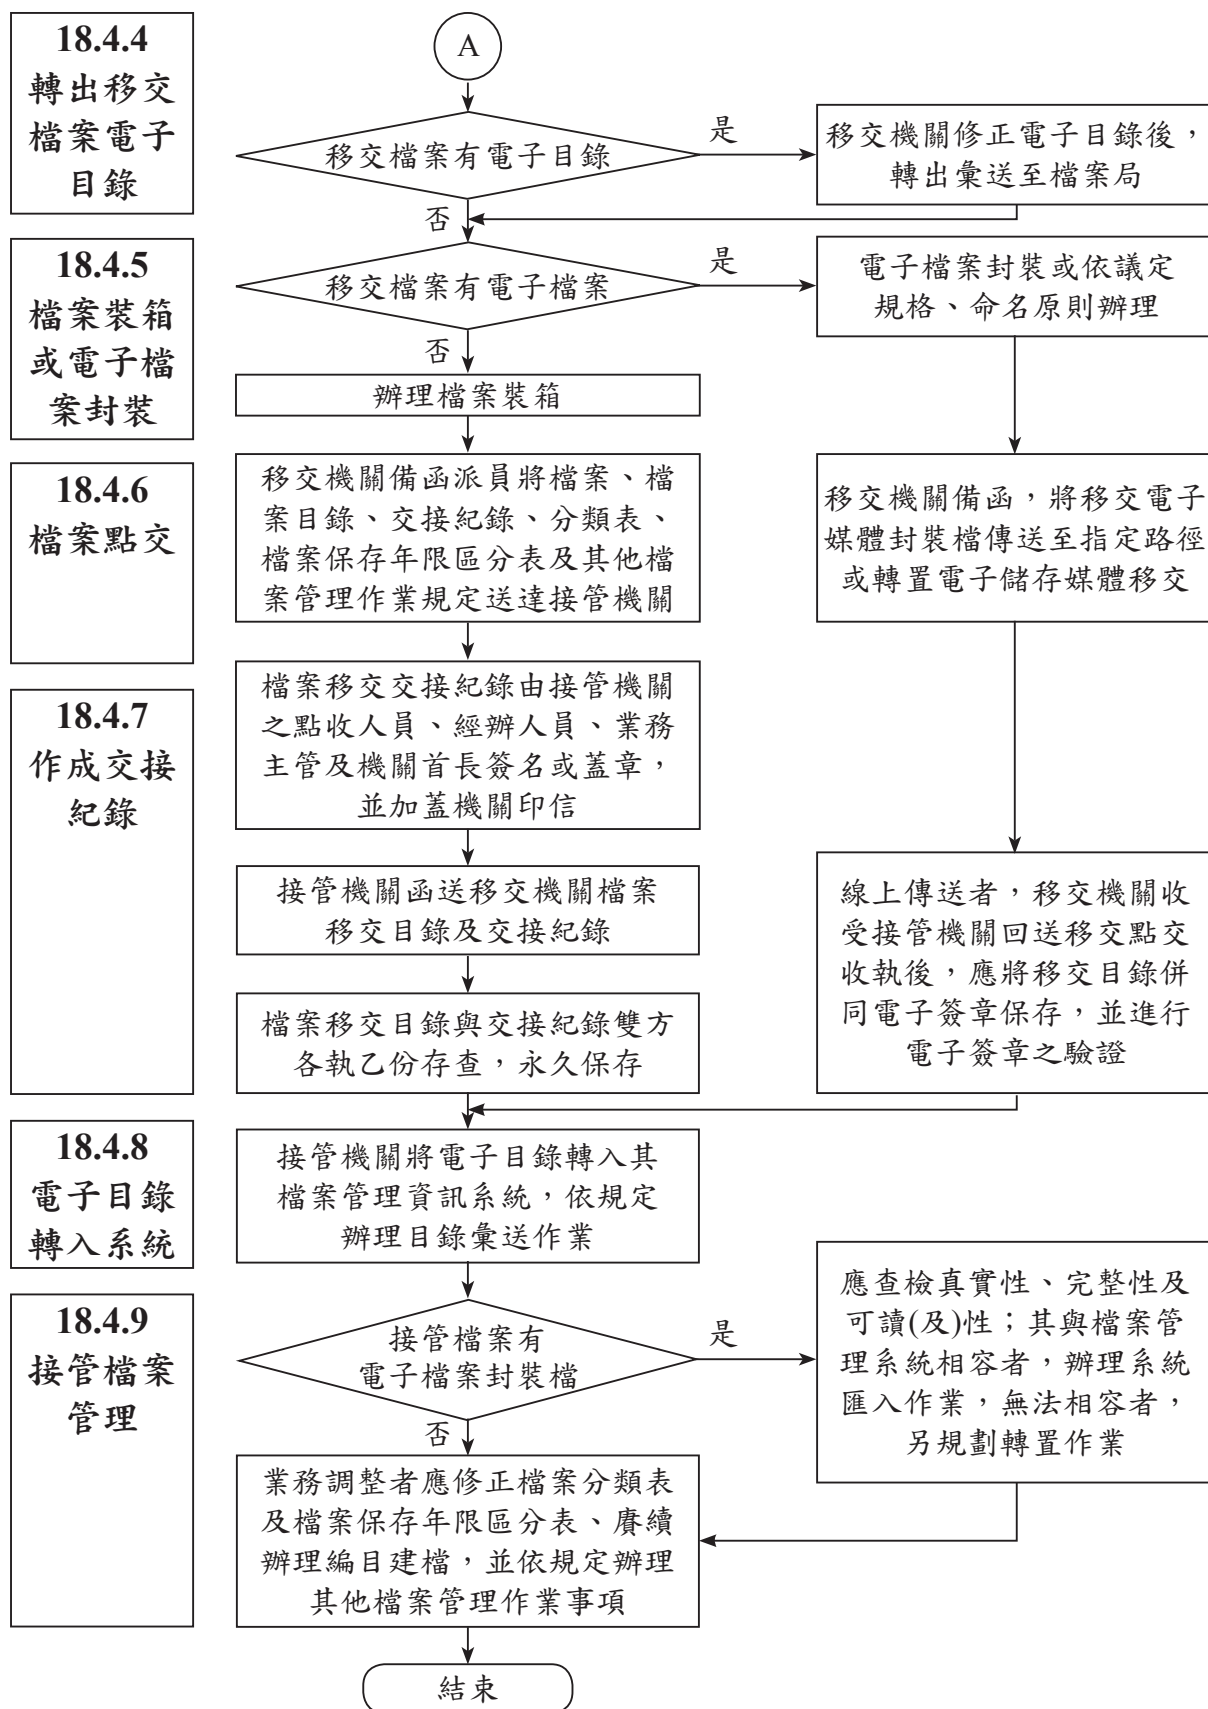 18.4.4
轉出移交
檔案電子
目錄
A
移交檔案有電子目錄
是
移交機關修正電子目錄後，
轉出彙送至檔案局
否
18.4.5
檔案裝箱
或電子檔
案封裝
移交檔案有電子檔案
是
電子檔案封裝或依議定
規格、命名原則辦理
否
辦理檔案裝箱
18.4.6
檔案點交
移交機關備函派員將檔案、檔
案目錄、交接紀錄、分類表、
檔案保存年限區分表及其他檔
案管理作業規定送達接管機關
移交機關備函，將移交電子
媒體封裝檔傳送至指定路徑
或轉置電子儲存媒體移交
18.4.7
作成交接
紀錄
檔案移交交接紀錄由接管機關
之點收人員、經辦人員、業務
主管及機關首長簽名或蓋章，
並加蓋機關印信
接管機關函送移交機關檔案
移交目錄及交接紀錄
檔案移交目錄與交接紀錄雙方
各執乙份存查，永久保存
線上傳送者，移交機關收
受接管機關回送移交點交
收執後，應將移交目錄併
同電子簽章保存，並進行
電子簽章之驗證
18.4.8
電子目錄
轉入系統
接管機關將電子目錄轉入其
檔案管理資訊系統，依規定
辦理目錄彙送作業
18.4.9
接管檔案
管理
接管檔案有
電子檔案封裝檔
是
應查檢真實性、完整性及
可讀(及)性；其與檔案管
理系統相容者，辦理系統
匯入作業，無法相容者，
另規劃轉置作業
否
業務調整者應修正檔案分類表
及檔案保存年限區分表、賡續
辦理編目建檔，並依規定辦理
其他檔案管理作業事項
結束